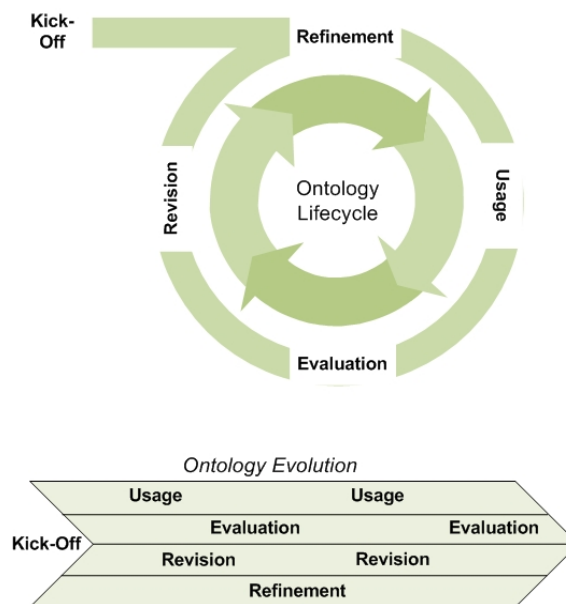 Kick-
Off
Refinement
Revision
Ontology
Lifecycle
Usage
Evaluation
Ontology Evolution
Usage Usage
Evaluation Evaluation
Kick-Off
Revision Revision
Refinement